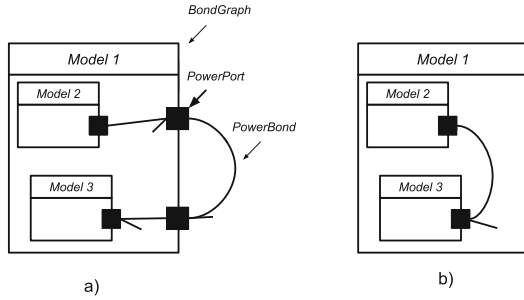 BondGraph
Model 1
Model 2
PowerPort
PowerBond
Model 3
a)
Model 1
Model 2
Model 3
b)